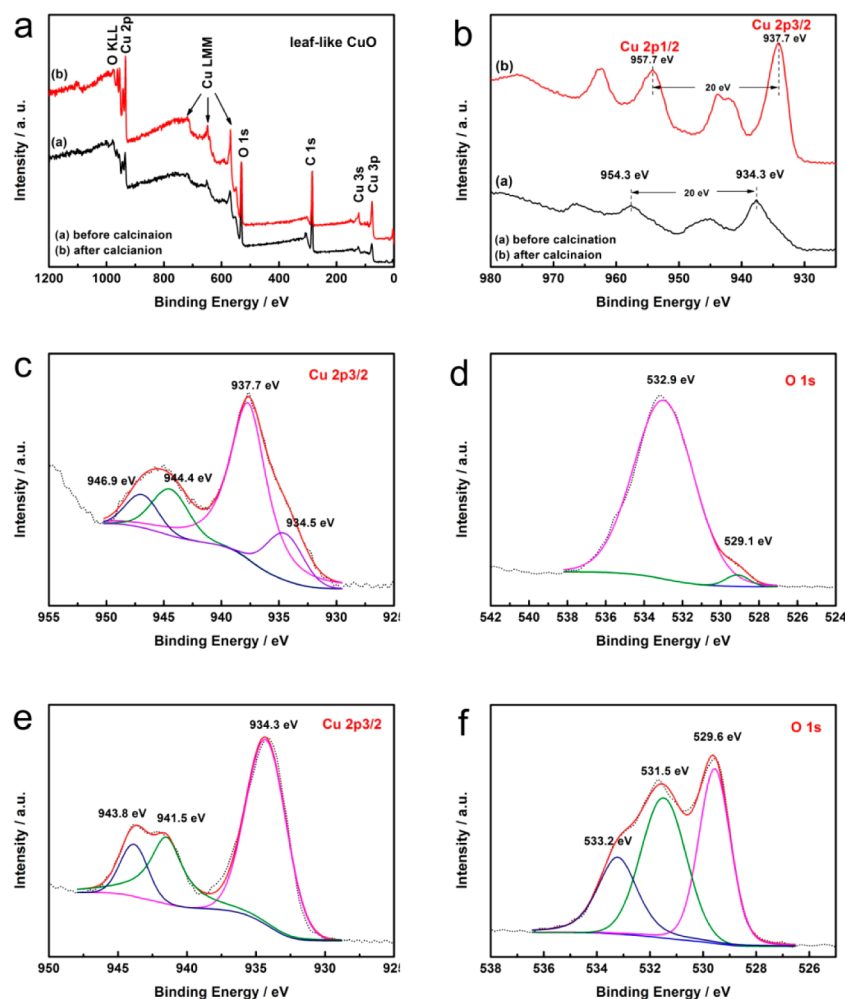 a
leaf-like CuO
O KLL
Cu 2p
Cu LMM
O 1s
C 1s
Cu 3s
Cu 3p
(b)
(a)
(a) before calcinaion
(b) after calcianion
Intensity / a. u.
1200 1000 800 600 400 200 0
Binding Energy / eV
b
Cu 2p3/2
937.7 eV
Cu 2p1/2
957.7 eV
(b)
20 eV
954.3 eV 934.3 eV
(a)
20 eV
(a) before calcination
(b) after calcinaion
Intensity / a. u.
980 970 960 950 940 930
Binding Energy / eV
c
Cu 2p3/2
937.7 eV
946.9 eV
944.4 eV
934.5 eV
Intensity / a.u.
955 950 945 940 935 930 925
Binding Energy / eV
d
O 1s
532.9 eV
529.1 eV
Intensity / a.u.
542 540 538 536 534 532 530 528 526 524
Binding Energy / eV
e
Cu 2p3/2
934.3 eV
943.8 eV 941.5 eV
Intensity / a.u.
950 945 940 935 930 925
Binding Energy / eV
f
O 1s
529.6 eV
531.5 eV
533.2 eV
Intensity / a.u.
538 536 534 532 530 528 526
Binding Energy / eV